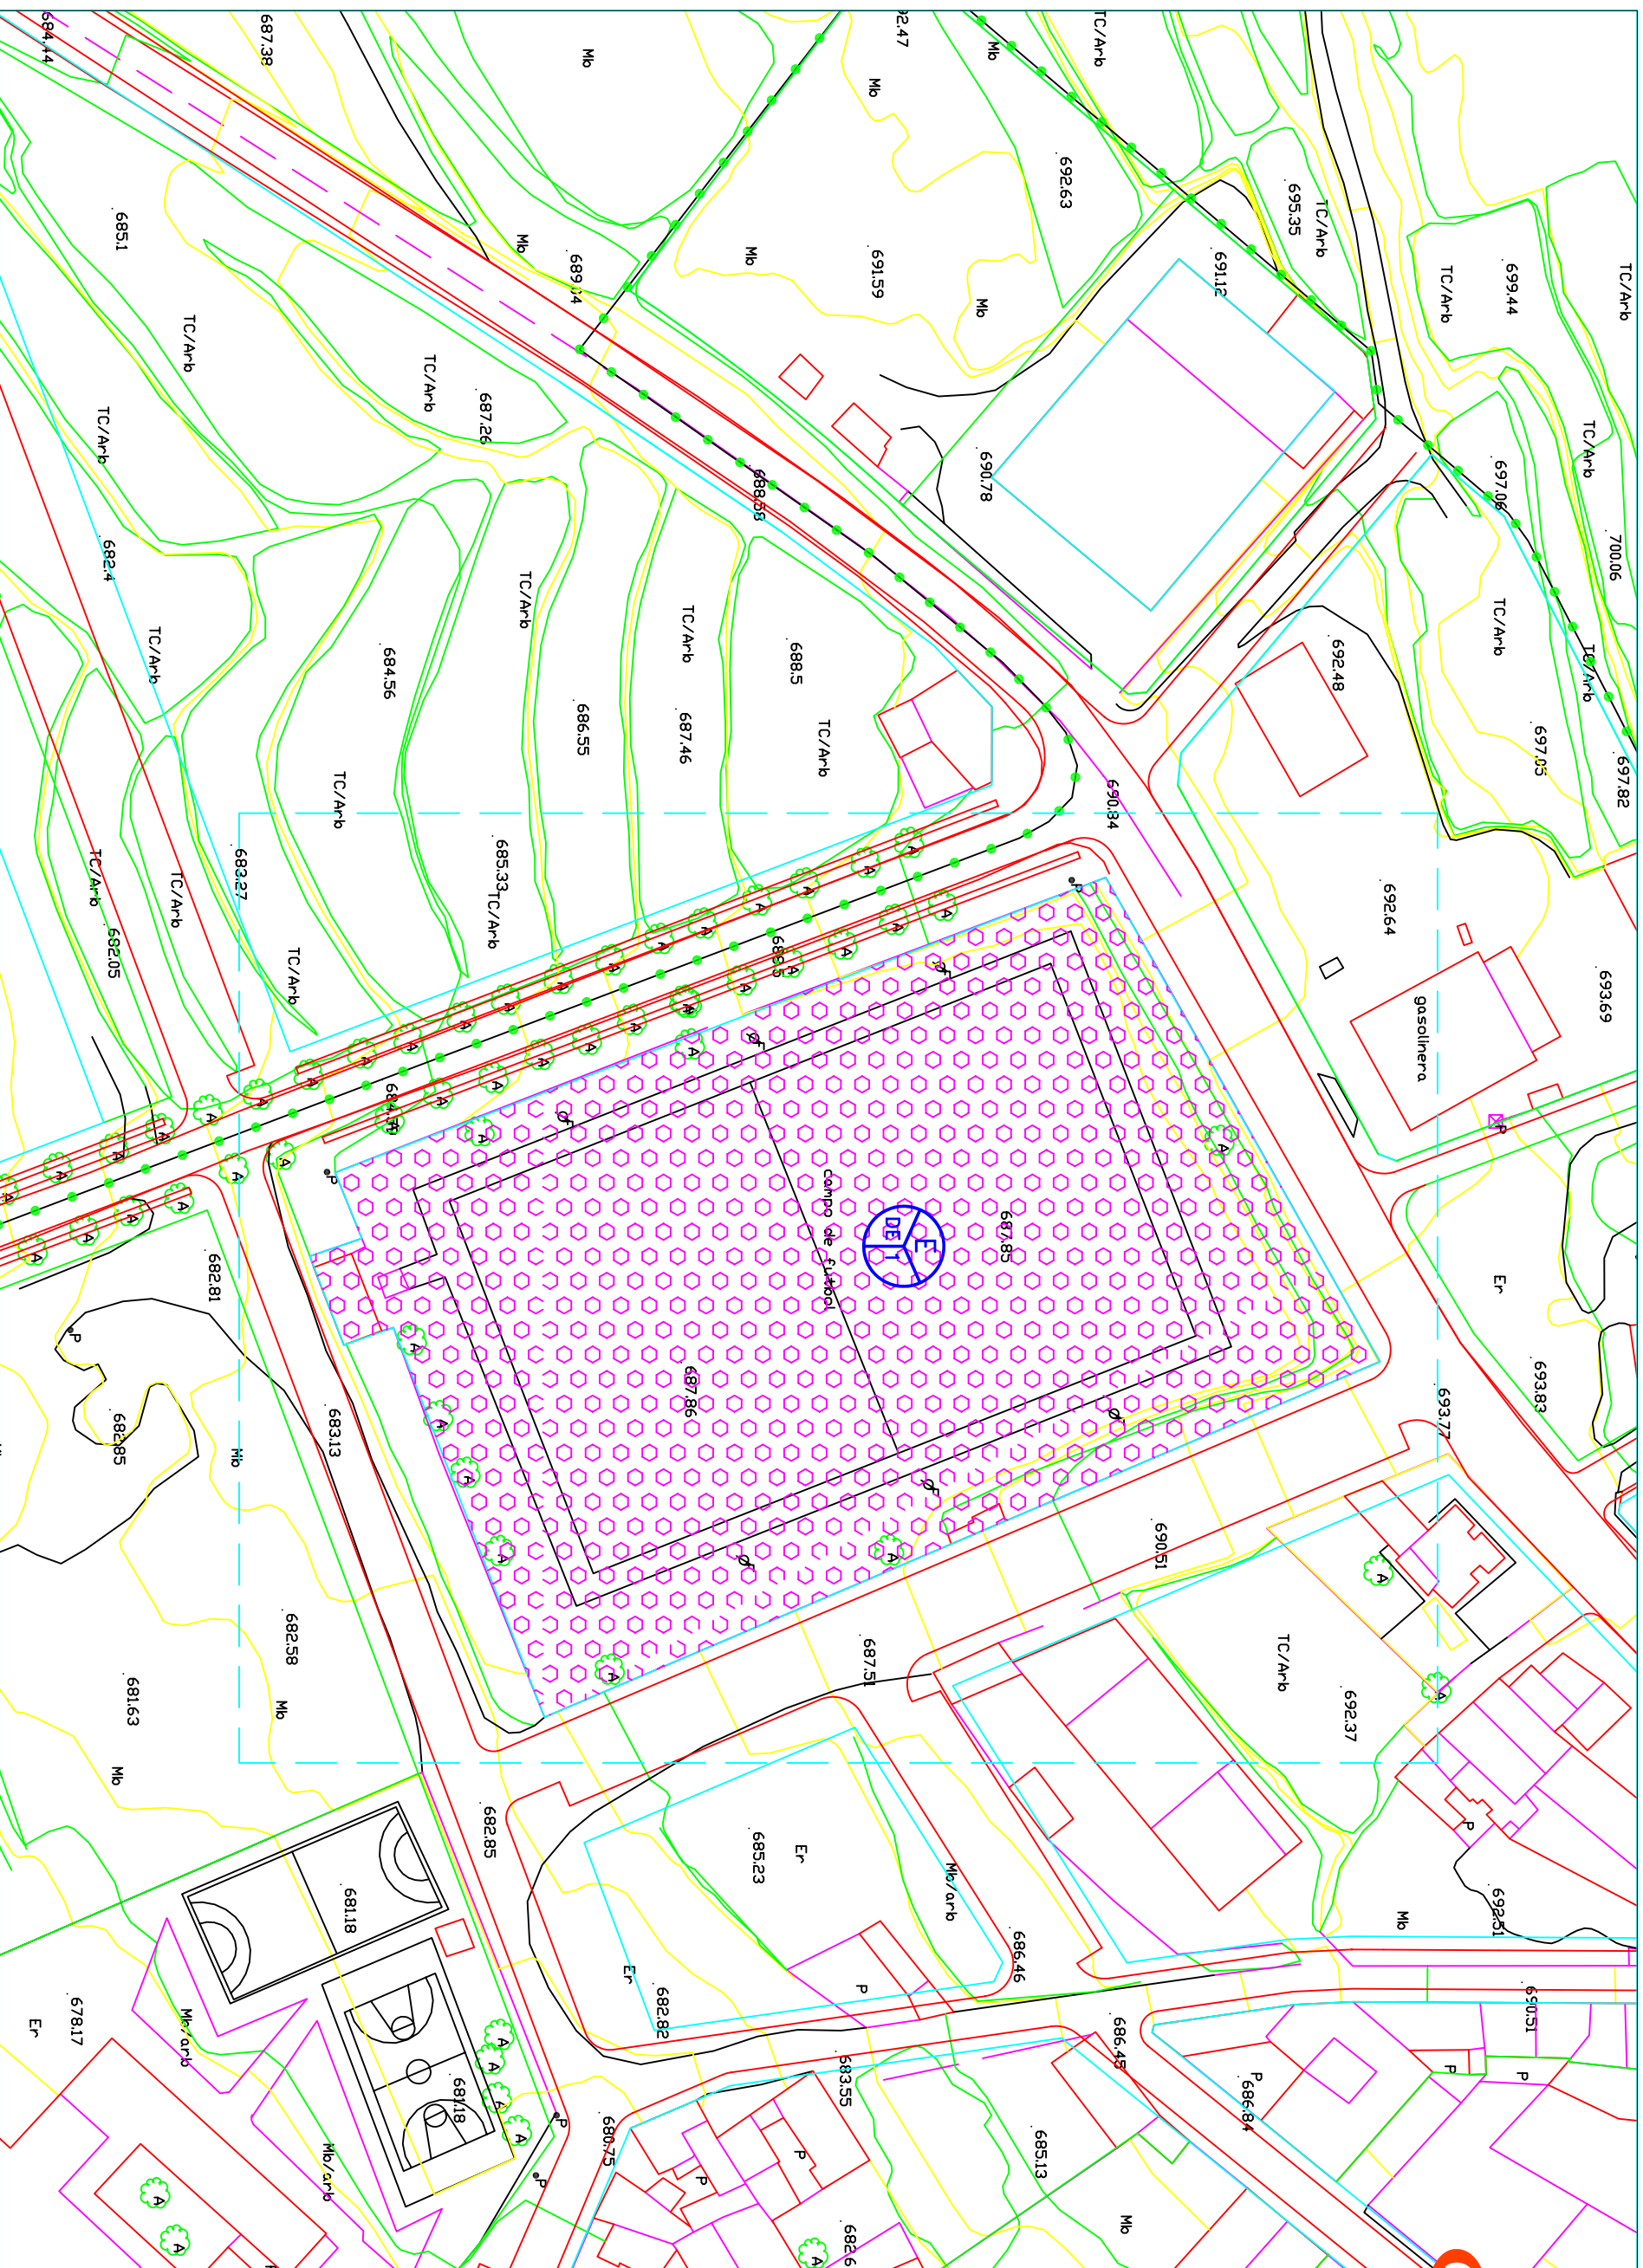 684.44
687.38
Mb
Mb
Mb
TC/Arb
692.63
695.35
TC/Arb
691.12
699.44
TC/Arb
TC/Arb
685.1
Mb
689.04
Mb
691.59
Mb
TC/Arb
TC/Arb
687.26
TC/Arb
690.78
688.58
697.06
TC/Arb
700.06
682.4
TC/Arb
684.56
TC/Arb
686.55
TC/Arb
687.46
688.5
TC/Arb
692.48
TC/Arb
TC/Arb
697.05
697.82
TC/Arb
690.84
683.27
685.33
TC/Arb
TC/Arb
TC/Arb
682.05
TC/Arb
692.64
693.69
gasolinera
P
P
campo de futbol
687.85
E
DE
T
687.86
P
682.81
P
682.85
Mb
683.13
Er
693.83
693.77
690.51
682.58
Mb
681.63
Mb
687.51
TC/Arb
692.37
682.85
685.23
Er
Mb/arb
686.46
Mb
692.51
P
681.18
681.18
Er
682.82
P
686.45
690.51
P
P
P
686.84
678.17
Er
Mb/arb
Mb/arb
683.55
680.75
P
P
P
P
685.13
Mb
A